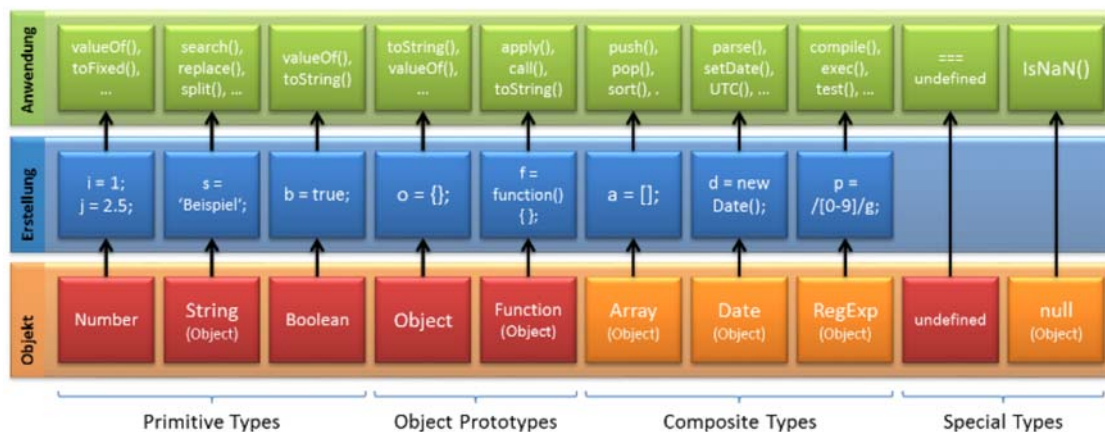 Anwendung
valueOf(),
toFixed(),
...
search(),
replace(),
split(), ...
valueOf(),
toString()
toString(),
valueOf(),
...
apply(),
call(),
toString()
push(),
pop(),
sort(), .
parse(),
setDate(),
UTC(), ...
compile(),
exec(),
test(), ...
===
undefined
IsNaN()
Erstellung
i = 1;
j = 2.5;
s =
‘Beispiel’;
b = true;
o = {};
f =
function()
{ };
a = [];
d = new
Date();
p =
/[0-9]/g;
Objekt
Number
String
(Object)
Boolean
Object
Function
(Object)
Array
(Object)
Date
(Object)
RegExp
(Object)
undefined
null
(Object)
Primitive Types
Object Prototypes
Composite Types
Special Types